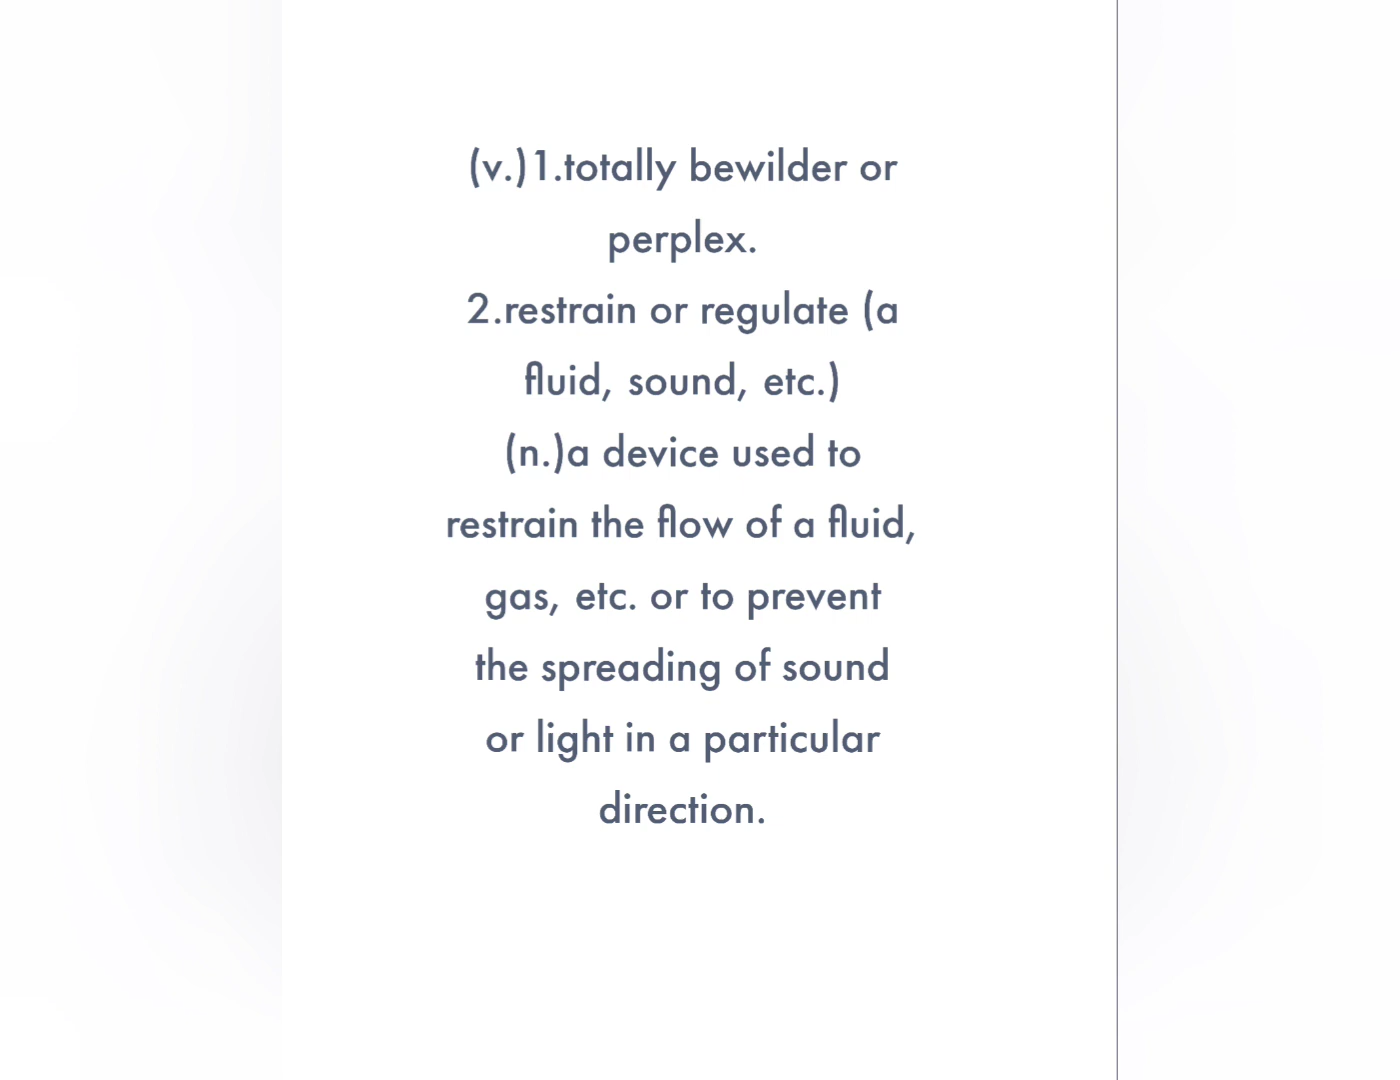 (v.)1.totally bewilder or
perplex.
2.restrain or regulate (a
fluid, sound, etc.)
(n.)a device used to
restrain the flow of a fluid,
gas, etc. or to prevent
the spreading of sound
or light in a particular
direction.